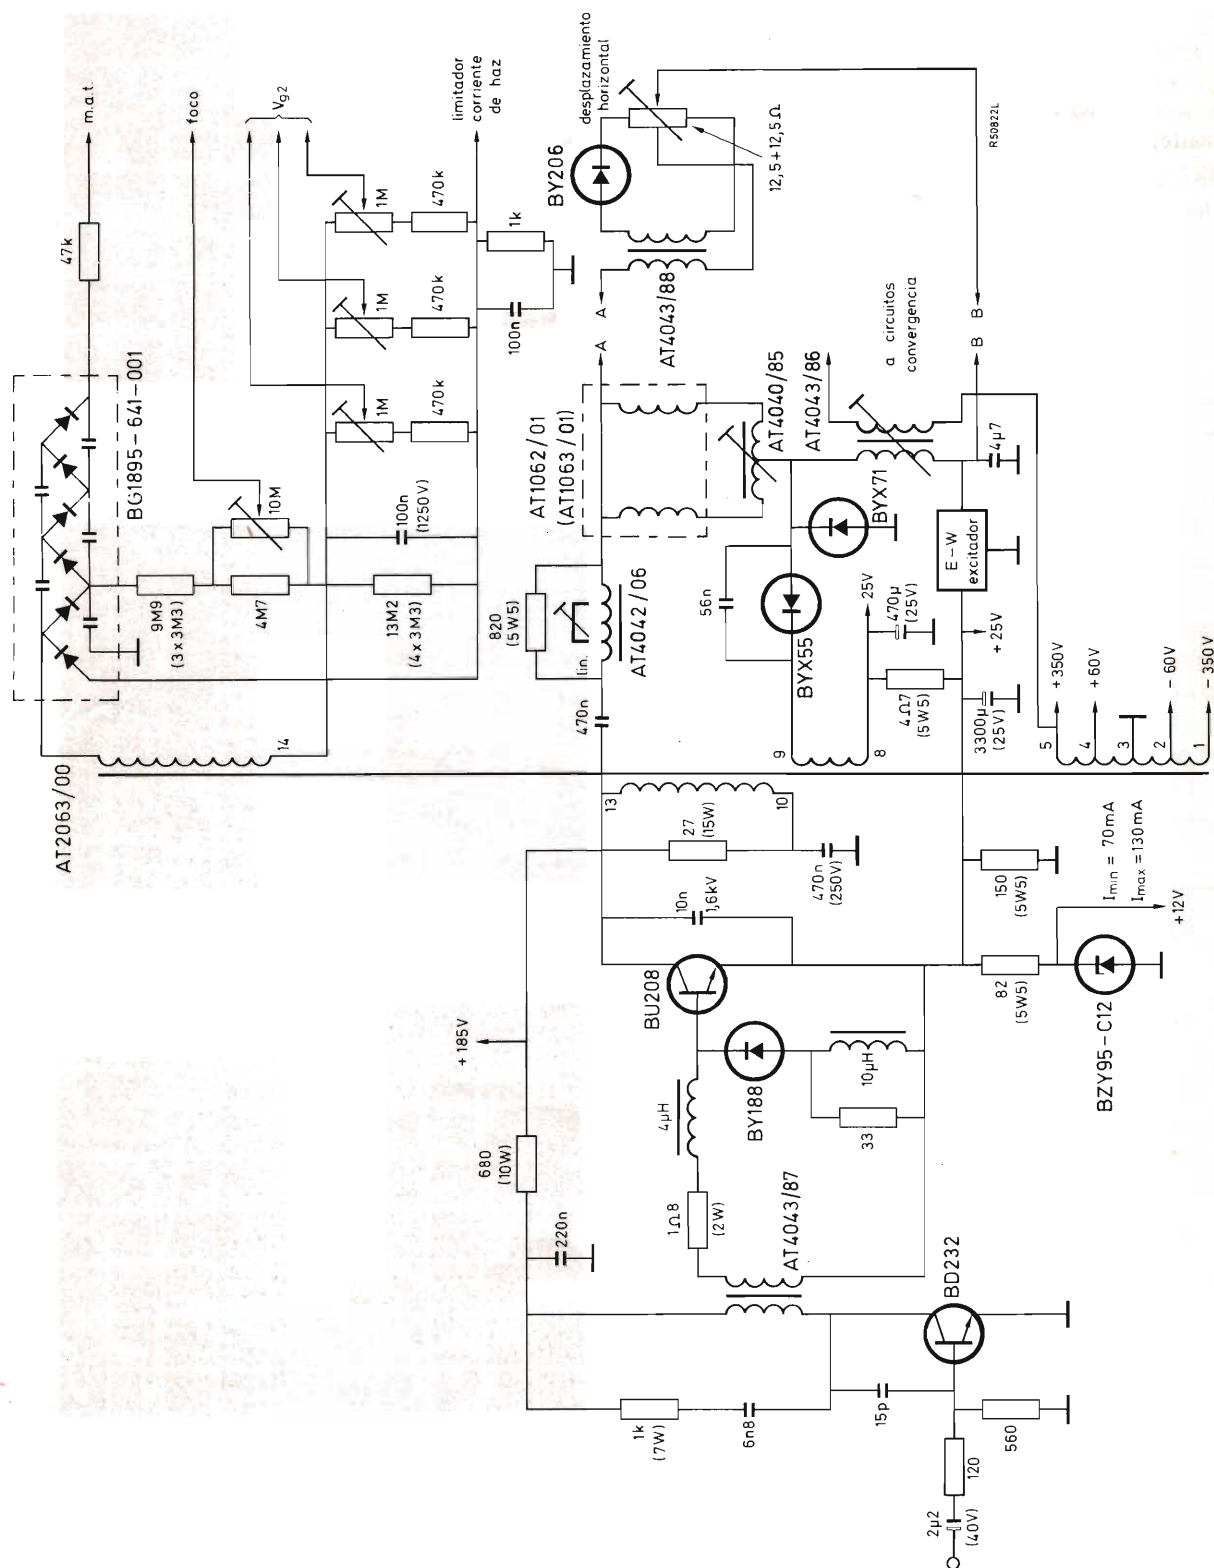 AT2063/00
14
BG1895-641-001
47k
m.a.t.
foco
Vg2
limitador
corriente
de haz
9M9
(3x3M3)
4M7
10M
13M2
(4x3M3)
100n
(1250V)
1M
470k
1M
470k
1M
470k
100n
1k
desplazamiento
horizontal
BY206
12,5+12,5Ω
AT4043/88
A
A
AT1062/01
(AT1063/01)
820
(5W5)
lin.
AT4042/06
470n
AT4040/85
AT4043/86
a circuitos
convergencia
B
B
R50822L
56n
BYX55
BYX71
25V
470µ
(25V)
4Ω7
(5W5)
E-W
excitador
4µ7
+25V
3300µ
(25V)
9
8
5
4
3
2
1
+350V
+60V
-60V
-350V
13
10
27
(15W)
470n
(250V)
10n
1,6kV
BU208
+185V
680
(10W)
220n
4µH
BY188
10µH
33
1Ω8
(2W)
AT4043/87
150
(5W5)
82
(5W5)
Imin = 70mA
Imax = 130mA
+12V
BZY95-C12
BD232
1k
(7W)
6n8
15p
560
120
2µ2
(40V)